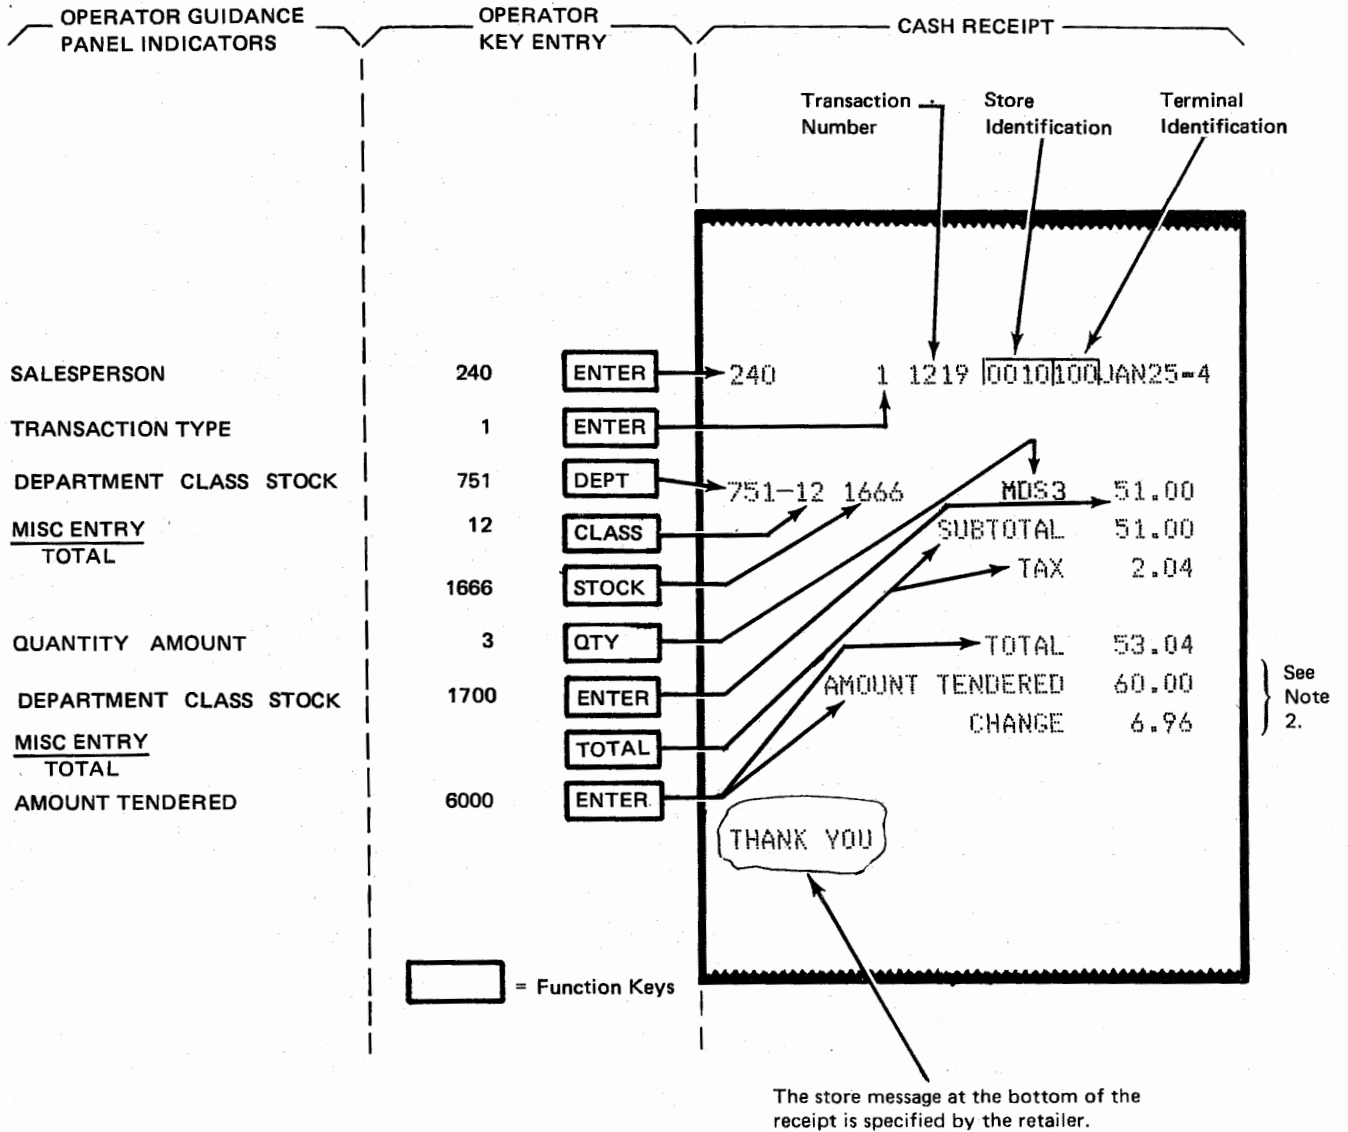 OPERATOR GUIDANCE
PANEL INDICATORS
OPERATOR
KEY ENTRY
CASH RECEIPT
Transaction
Number
Store
Identification
Terminal
Identification
SALESPERSON 240 ENTER 240 1 1219 0010 100 JAN25-4
TRANSACTION TYPE 1 ENTER
DEPARTMENT CLASS STOCK 751 DEPT 751-12 1666 MDS3 51.00
MISC ENTRY
TOTAL
12 CLASS SUBTOTAL 51.00
TAX 2.04
1666 STOCK
QUANTITY AMOUNT 3 QTY TOTAL 53.04
DEPARTMENT CLASS STOCK 1700 ENTER AMOUNT TENDERED 60.00
See
Note
2.
MISC ENTRY
TOTAL
TOTAL CHANGE 6.96
AMOUNT TENDERED 6000 ENTER
THANK YOU
= Function Keys
The store message at the bottom of the
receipt is specified by the retailer.